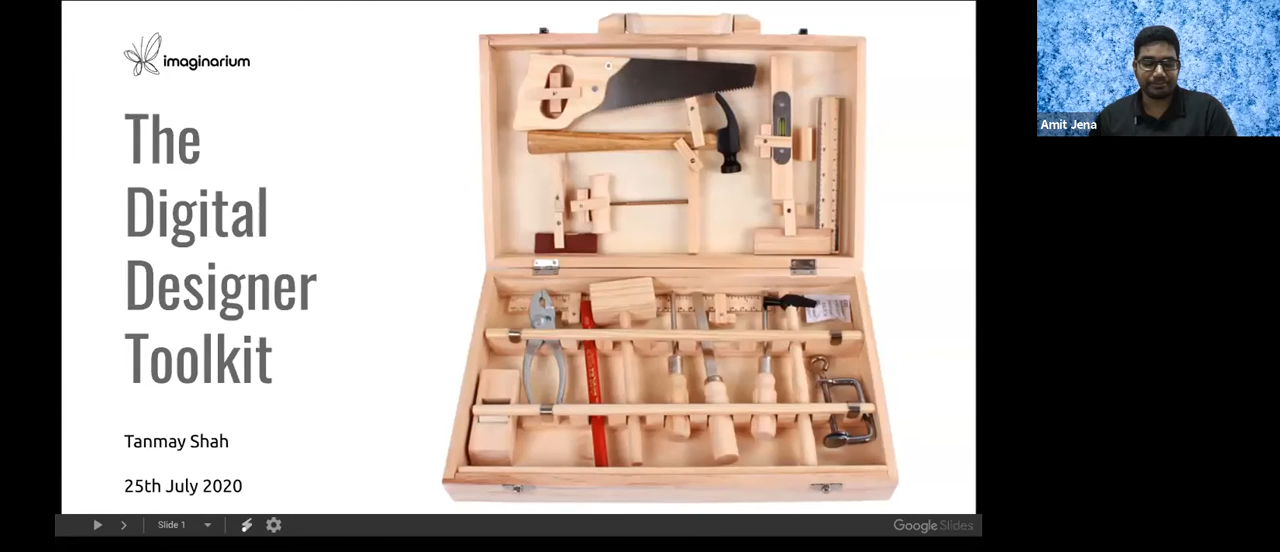 imaginarium
The
Digital
Designer
Toolkit
Tanmay Shah
25th July 2020
Amit Jena
Slide 1
Google Slides